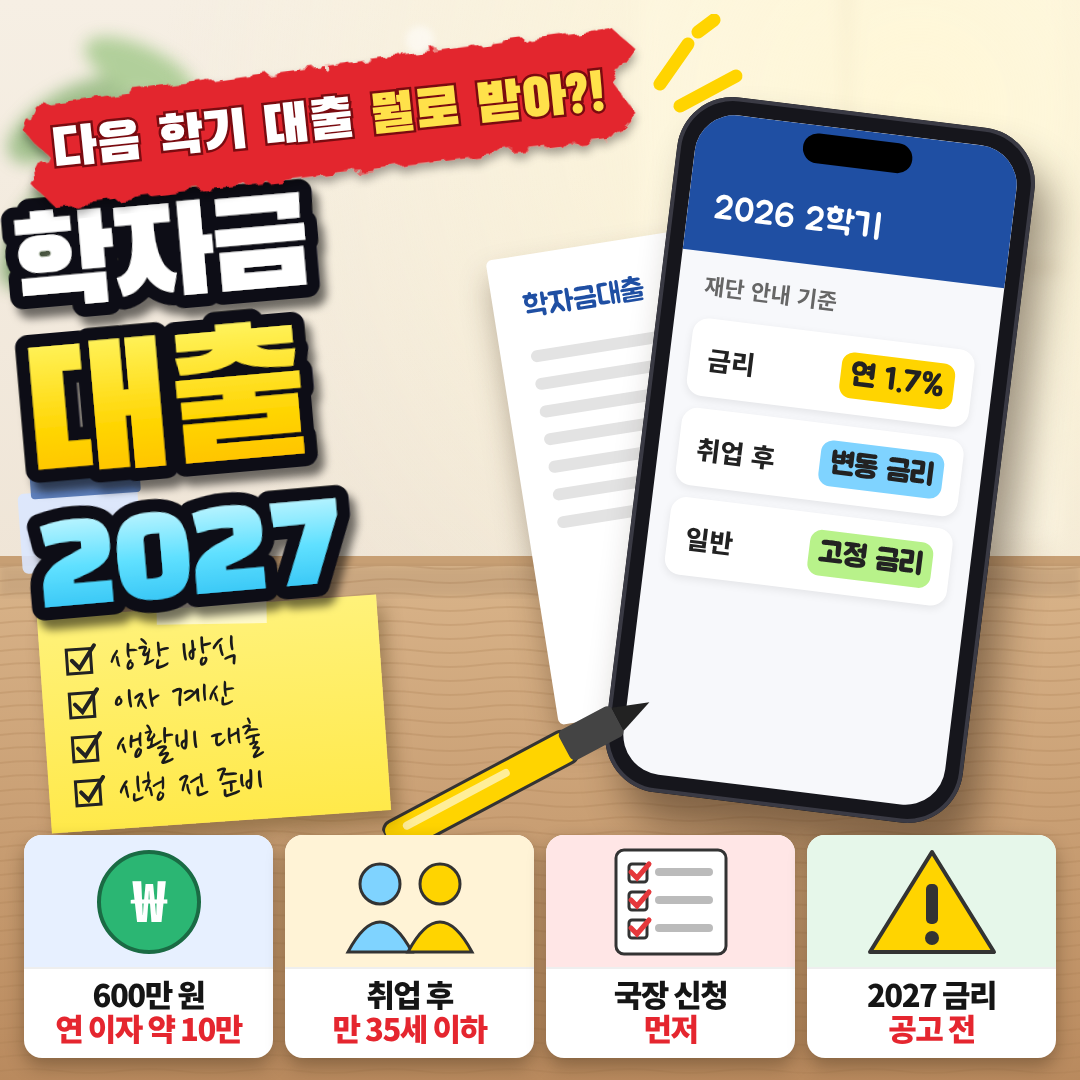 다음 학기 대출 뭘로 받아?!
학자금
대출
2027
상환 방식
이자 계산
생활비 대출
신청 전 준비
학자금대출
2026 2학기
재단 안내 기준
금리 연 1.7%
취업 후 변동 금리
일반 고정 금리
₩
600만 원
연 이자 약 10만
취업 후
만 35세 이하
국장 신청
먼저
2027 금리
공고 전